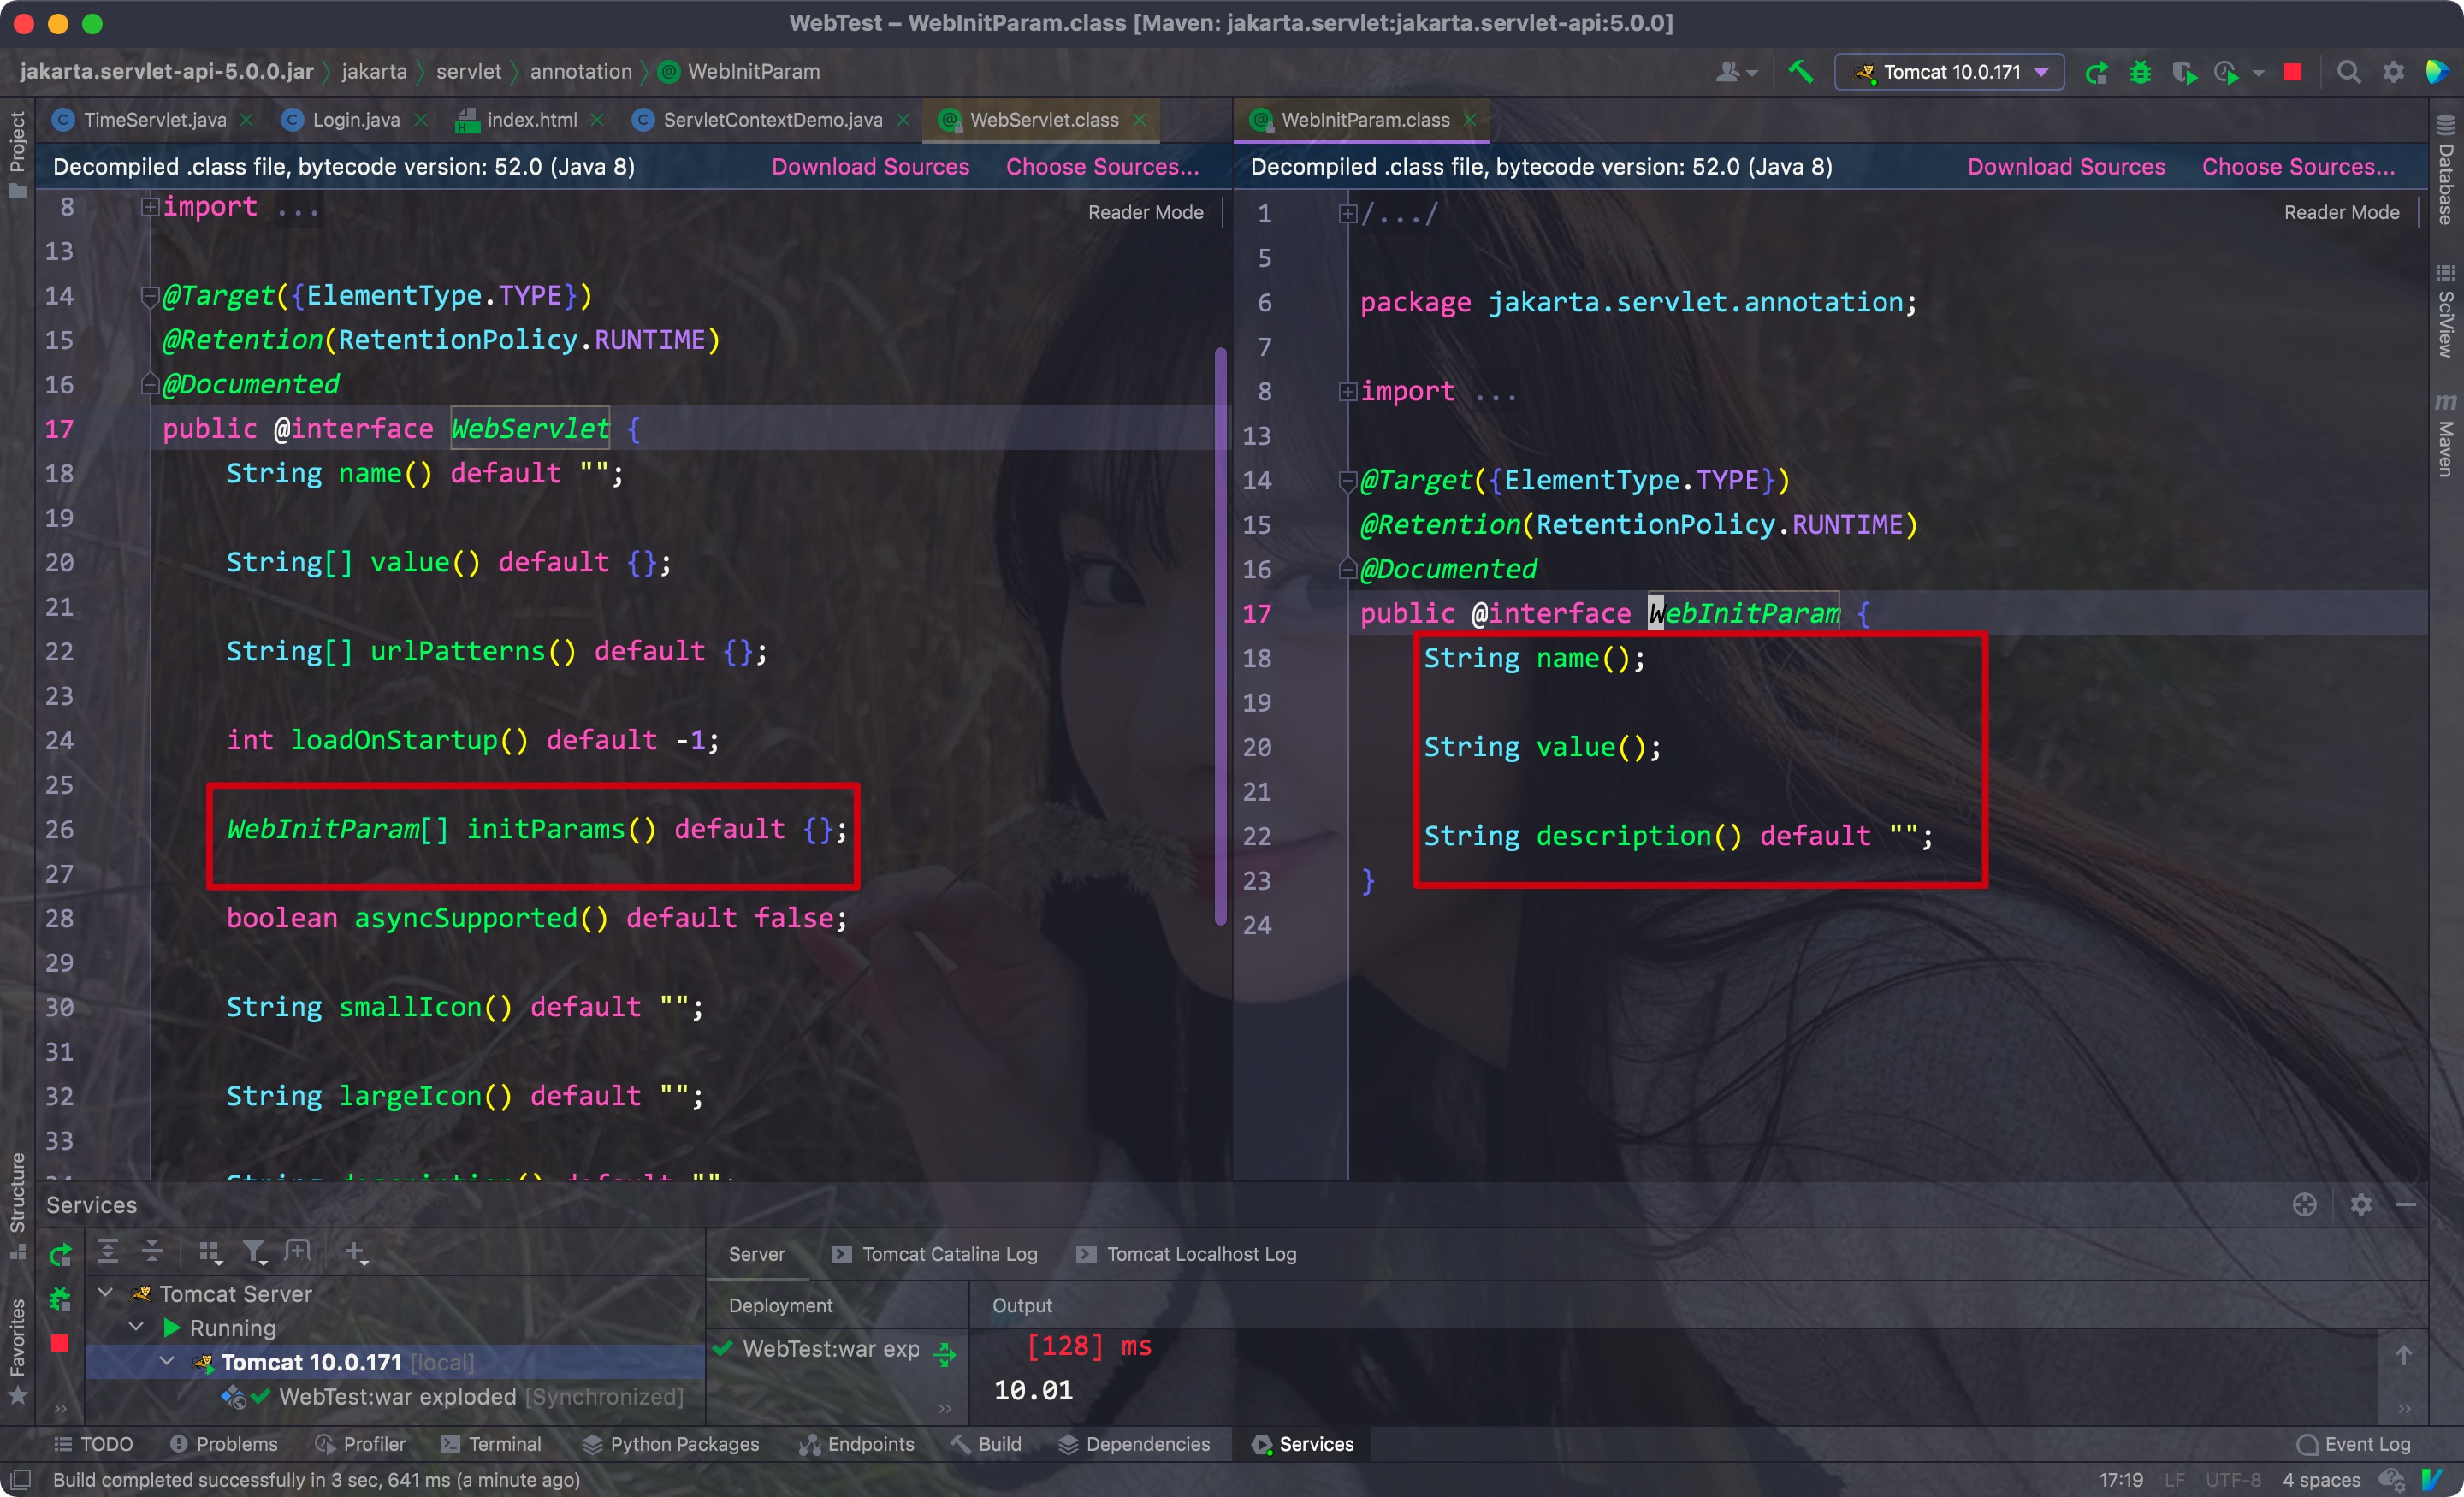 WebTest – WebInitParam.class [Maven: jakarta.servlet:jakarta.servlet-api:5.0.0]
jakarta.servlet-api-5.0.0.jar jakarta servlet annotation WebInitParam
Tomcat 10.0.171
Project
TimeServlet.java
Login.java
index.html
ServletContextDemo.java
WebServlet.class
Decompiled .class file, bytecode version: 52.0 (Java 8) Download Sources Choose Sources...
Reader Mode
8 import ...
13
14 @Target({ElementType.TYPE})
15 @Retention(RetentionPolicy.RUNTIME)
16 @Documented
17 public @interface WebServlet {
18 String name() default "";
19
20 String[] value() default {};
21
22 String[] urlPatterns() default {};
23
24 int loadOnStartup() default -1;
25
26 WebInitParam[] initParams() default {};
27
28 boolean asyncSupported() default false;
29
30 String smallIcon() default "";
31
32 String largeIcon() default "";
33
34 String description() default "";
WebInitParam.class
Decompiled .class file, bytecode version: 52.0 (Java 8) Download Sources Choose Sources...
Reader Mode
1 /.../
5
6 package jakarta.servlet.annotation;
7
8 import ...
13
14 @Target({ElementType.TYPE})
15 @Retention(RetentionPolicy.RUNTIME)
16 @Documented
17 public @interface WebInitParam {
18 String name();
19
20 String value();
21
22 String description() default "";
23 }
24
Database
SciView
m Maven
Structure
Favorites
Services
Server
Tomcat Catalina Log
Tomcat Localhost Log
Tomcat Server
Running
Tomcat 10.0.171 [local]
WebTest:war exploded [Synchronized]
Deployment
WebTest:war exp
Output
[128] ms
10.01
TODO
Problems
Profiler
Terminal
Python Packages
Endpoints
Build
Dependencies
Services
Event Log
Build completed successfully in 3 sec, 641 ms (a minute ago)
17:19 LF UTF-8 4 spaces